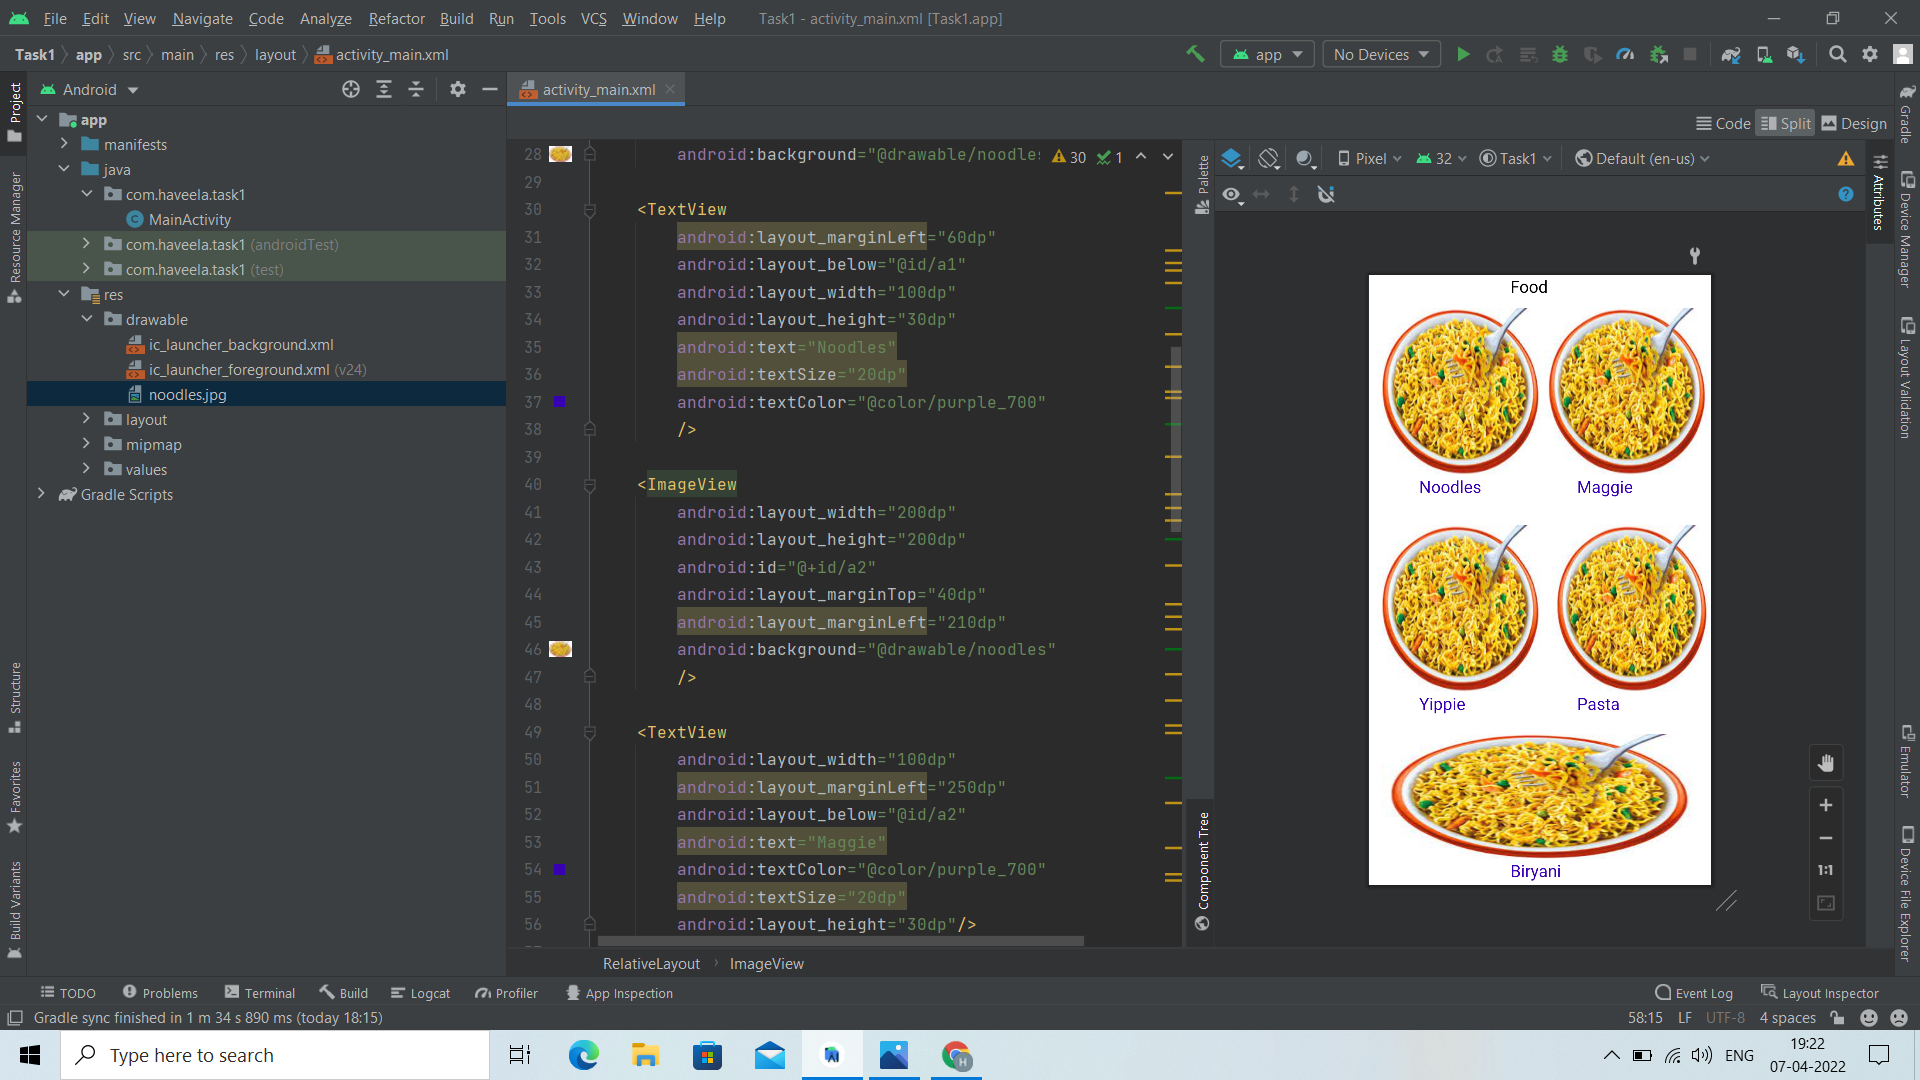 File Edit View Navigate Code Analyze Refactor Build Run Tools VCS Window Help Task1 - activity_main.xml [Task1.app]
Task1 app src main res layout activity_main.xml app No Devices
Project
Resource Manager
Structure
Favorites
Build Variants
Android
app
manifests
java
com.haveela.task1
MainActivity
com.haveela.task1 (androidTest)
com.haveela.task1 (test)
res
drawable
ic_launcher_background.xml
ic_launcher_foreground.xml (v24)
noodles.jpg
layout
mipmap
values
Gradle Scripts
activity_main.xml
Code Split Design
30 1
28 android:background="@drawable/noodles
29
30 <TextView
31 android:layout_marginLeft="60dp"
32 android:layout_below="@id/a1"
33 android:layout_width="100dp"
34 android:layout_height="30dp"
35 android:text="Noodles"
36 android:textSize="20dp"
37 android:textColor="@color/purple_700"
38 />
39
40 <ImageView
41 android:layout_width="200dp"
42 android:layout_height="200dp"
43 android:id="@+id/a2"
44 android:layout_marginTop="40dp"
45 android:layout_marginLeft="210dp"
46 android:background="@drawable/noodles"
47 />
48
49 <TextView
50 android:layout_width="100dp"
51 android:layout_marginLeft="250dp"
52 android:layout_below="@id/a2"
53 android:text="Maggie"
54 android:textColor="@color/purple_700"
55 android:textSize="20dp"
56 android:layout_height="30dp"/>
RelativeLayout ImageView
Palette
Component Tree
Pixel 32 Task1 Default (en-us)
Food
Noodles Maggie
Yippie Pasta
Biryani
1:1
Attributes
Gradle
Device Manager
Layout Validation
Emulator
Device File Explorer
TODO Problems Terminal Build Logcat Profiler App Inspection Event Log Layout Inspector
Gradle sync finished in 1 m 34 s 890 ms (today 18:15) 58:15 LF UTF-8 4 spaces
Type here to search ENG 19:22
07-04-2022